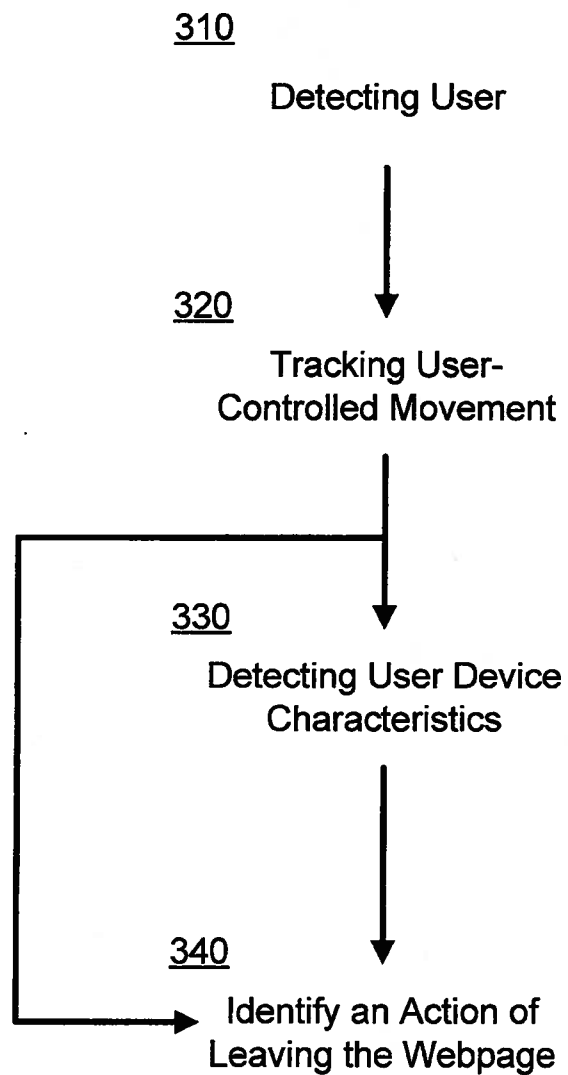 310
Detecting User
320
Tracking User-
Controlled Movement
330
Detecting User Device
Characteristics
340
Identify an Action of
Leaving the Webpage